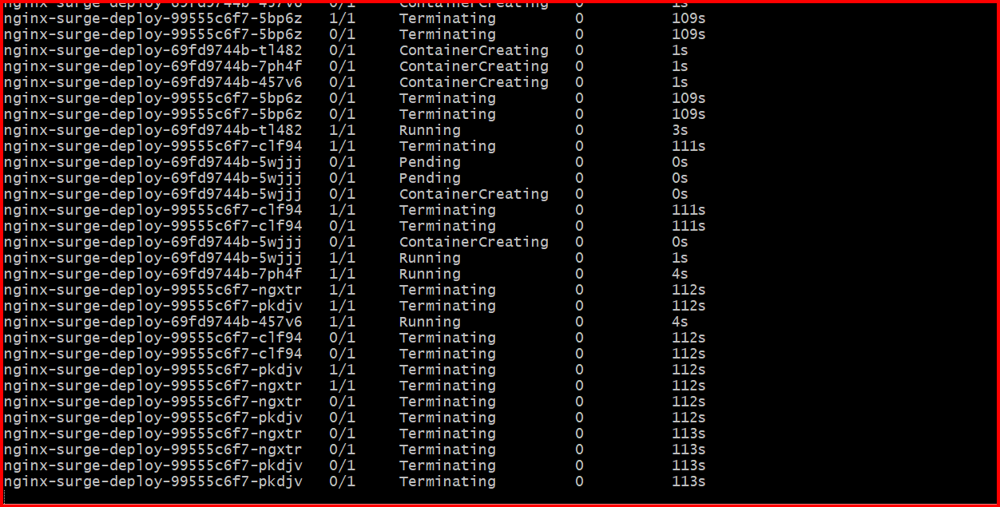 nginx-surge-deploy-69fd9744b-457v6   0/1     ContainerCreating   0          1s
nginx-surge-deploy-99555c6f7-5bp6z   1/1     Terminating         0          109s
nginx-surge-deploy-99555c6f7-5bp6z   0/1     Terminating         0          109s
nginx-surge-deploy-69fd9744b-tl482   0/1     ContainerCreating   0          1s
nginx-surge-deploy-69fd9744b-7ph4f   0/1     ContainerCreating   0          1s
nginx-surge-deploy-69fd9744b-457v6   0/1     ContainerCreating   0          1s
nginx-surge-deploy-99555c6f7-5bp6z   0/1     Terminating         0          109s
nginx-surge-deploy-99555c6f7-5bp6z   0/1     Terminating         0          109s
nginx-surge-deploy-69fd9744b-tl482   1/1     Running             0          3s
nginx-surge-deploy-99555c6f7-clf94   1/1     Terminating         0          111s
nginx-surge-deploy-69fd9744b-5wjjj   0/1     Pending             0          0s
nginx-surge-deploy-69fd9744b-5wjjj   0/1     Pending             0          0s
nginx-surge-deploy-69fd9744b-5wjjj   0/1     ContainerCreating   0          0s
nginx-surge-deploy-99555c6f7-clf94   1/1     Terminating         0          111s
nginx-surge-deploy-99555c6f7-clf94   0/1     Terminating         0          111s
nginx-surge-deploy-69fd9744b-5wjjj   0/1     ContainerCreating   0          0s
nginx-surge-deploy-69fd9744b-5wjjj   1/1     Running             0          1s
nginx-surge-deploy-69fd9744b-7ph4f   1/1     Running             0          4s
nginx-surge-deploy-99555c6f7-ngxtr   1/1     Terminating         0          112s
nginx-surge-deploy-99555c6f7-pkdjv   1/1     Terminating         0          112s
nginx-surge-deploy-69fd9744b-457v6   1/1     Running             0          4s
nginx-surge-deploy-99555c6f7-clf94   0/1     Terminating         0          112s
nginx-surge-deploy-99555c6f7-clf94   0/1     Terminating         0          112s
nginx-surge-deploy-99555c6f7-pkdjv   1/1     Terminating         0          112s
nginx-surge-deploy-99555c6f7-ngxtr   1/1     Terminating         0          112s
nginx-surge-deploy-99555c6f7-ngxtr   0/1     Terminating         0          112s
nginx-surge-deploy-99555c6f7-pkdjv   0/1     Terminating         0          112s
nginx-surge-deploy-99555c6f7-ngxtr   0/1     Terminating         0          113s
nginx-surge-deploy-99555c6f7-ngxtr   0/1     Terminating         0          113s
nginx-surge-deploy-99555c6f7-pkdjv   0/1     Terminating         0          113s
nginx-surge-deploy-99555c6f7-pkdjv   0/1     Terminating         0          113s